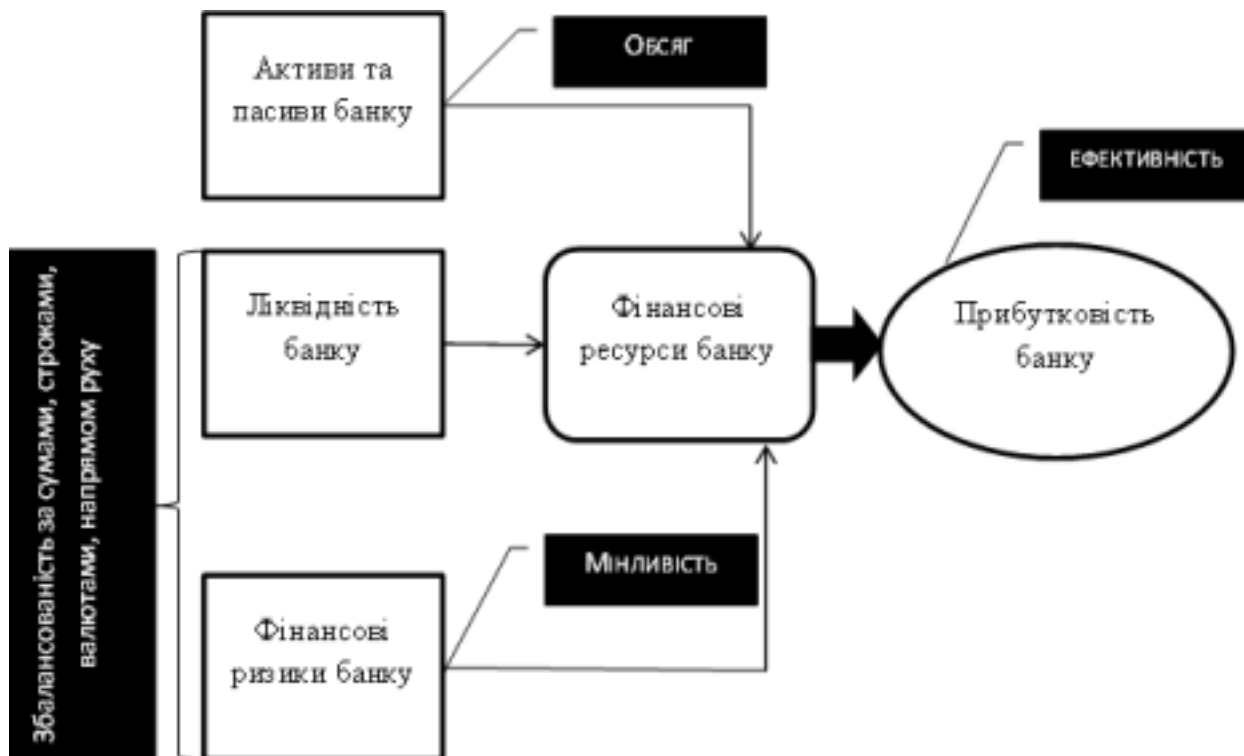 Активи та
пасиви банку
ОБСЯГ
ЕФЕКТИВНІСТЬ
Збалансованість за сумами, строками,
валютами, напрямом руху
Ліквідність
банку
Фінансові
ресурси банку
Прибутковість
банку
МІНЛИВІСТЬ
Фінансові
ризики банку